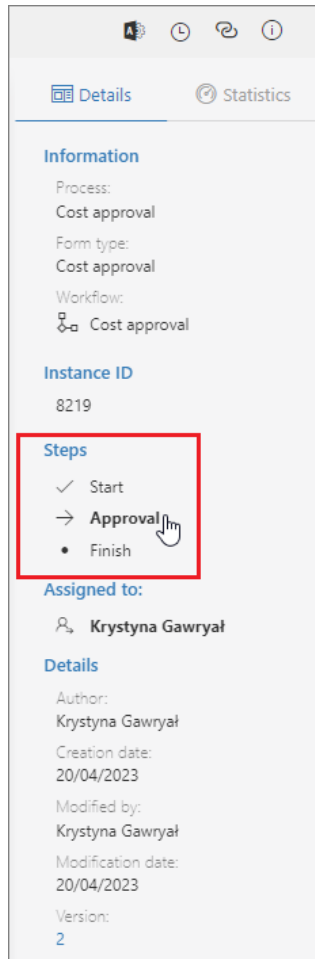 Details Statistics
Information
Process:
Cost approval
Form type:
Cost approval
Workflow:
Cost approval
Instance ID
8219
Steps
Start
Approval
Finish
Assigned to:
Krystyna Gawryał
Details
Author:
Krystyna Gawryał
Creation date:
20/04/2023
Modified by:
Krystyna Gawryał
Modification date:
20/04/2023
Version:
2